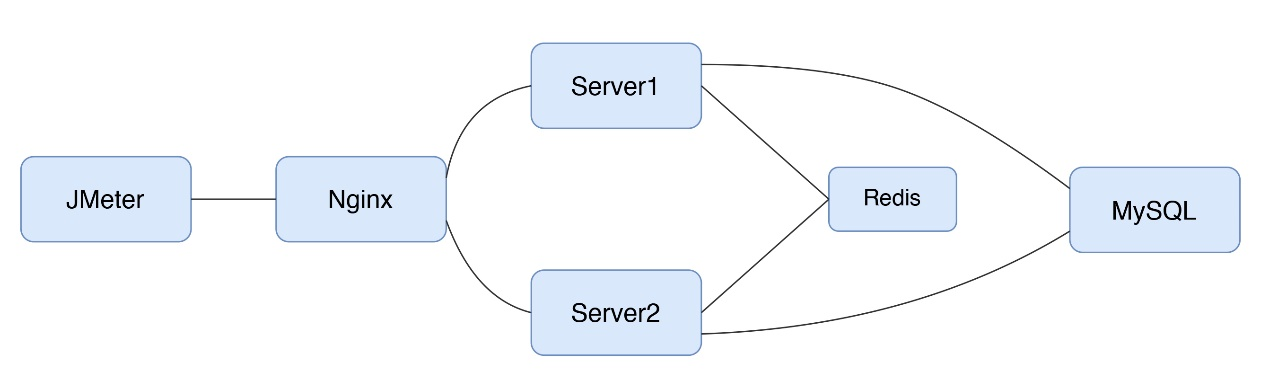 JMeter
Nginx
Server1
Server2
Redis
MySQL